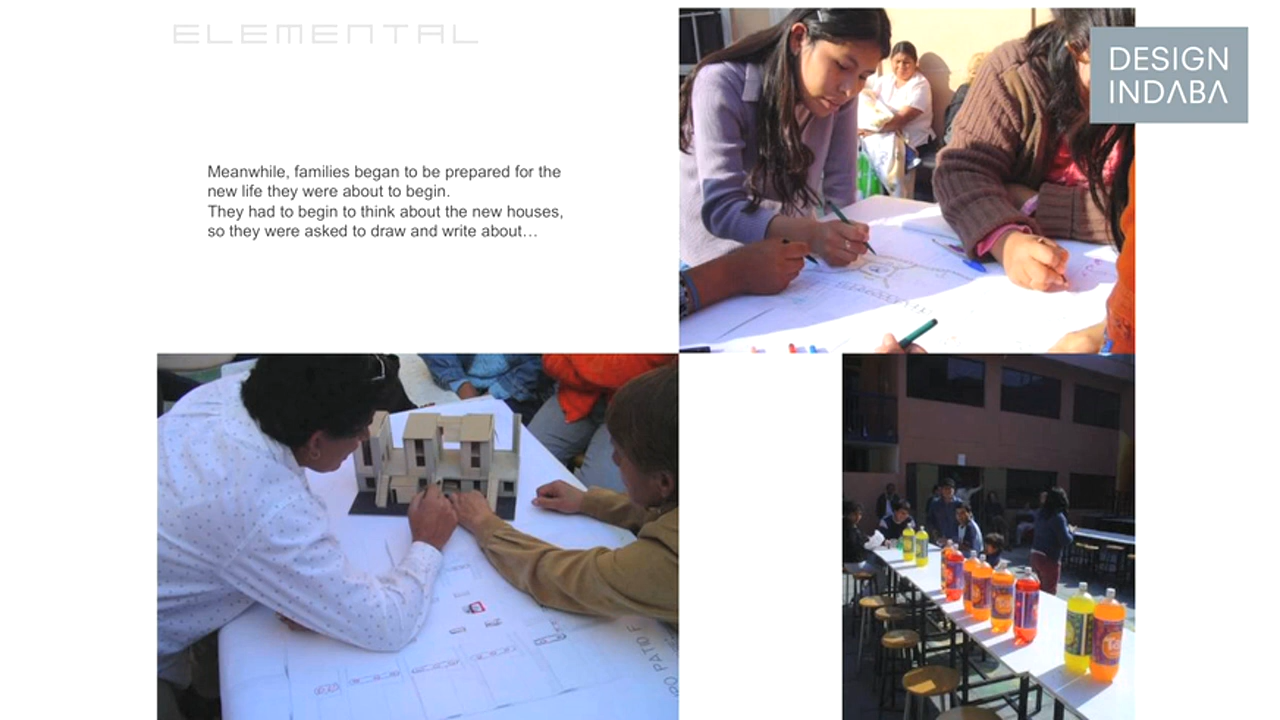 ELEMENTAL
DESIGN
INDABA
Meanwhile, families began to be prepared for the
new life they were about to begin.
They had to begin to think about the new houses,
so they were asked to draw and write about…